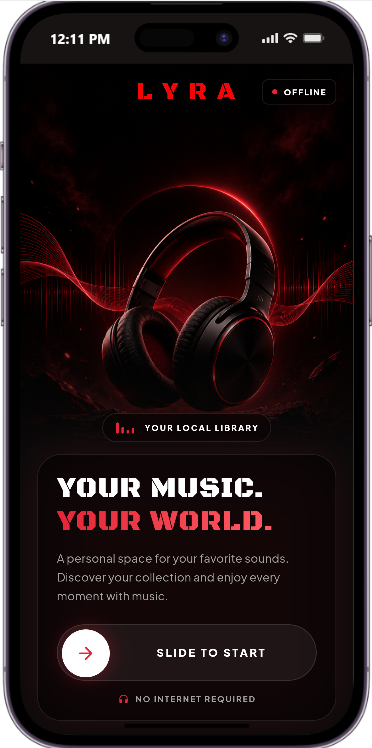 12:11 PM
LYRA
OFFLINE
YOUR LOCAL LIBRARY
YOUR MUSIC.
YOUR WORLD.
A personal space for your favorite sounds.
Discover your collection and enjoy every
moment with music.
SLIDE TO START
NO INTERNET REQUIRED